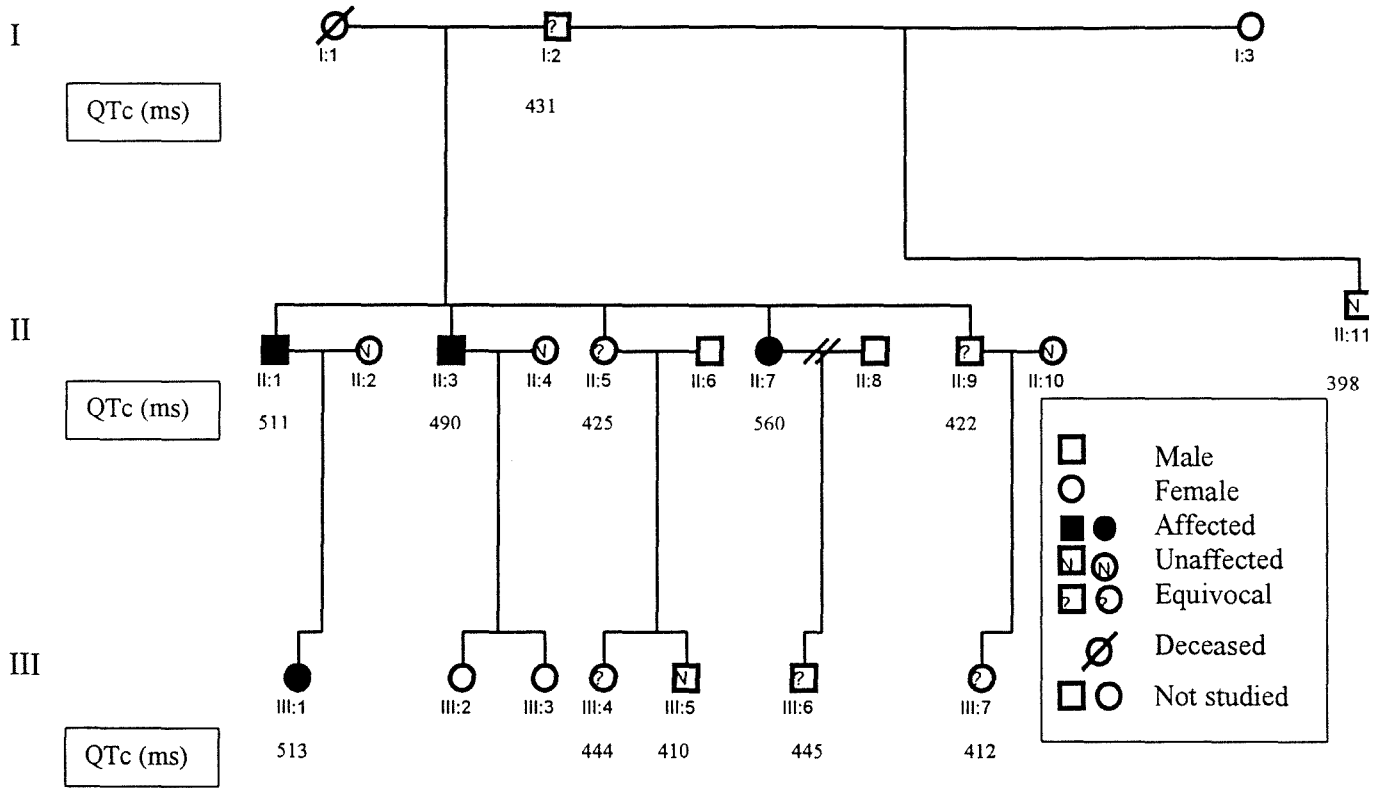 I
I:1 I:2 I:3
QTc (ms)
? 
431
II
N
II:11
398
? N N ? ? N
II:1 II:2 II:3 II:4 II:5 II:6 II:7 II:8 II:9 II:10
QTc (ms)
511 490 425 560 422
Male
Female
Affected
N N Unaffected
? ? Equivocal
Deceased
Not studied
III
? N ? ?
III:1 III:2 III:3 III:4 III:5 III:6 III:7
QTc (ms)
513 444 410 445 412